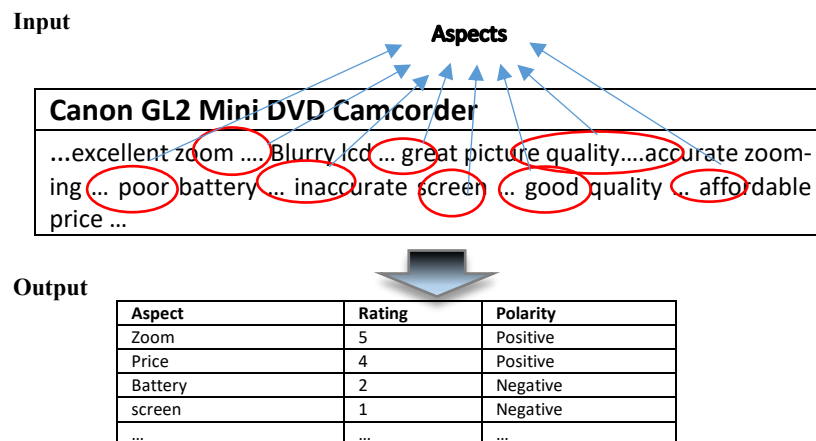 Input
Aspects
Canon GL2 Mini DVD Camcorder
...excellent zoom .... Blurry lcd ... great picture quality....accurate zoom-
ing ... poor battery ... inaccurate screen ... good quality ... affordable
price ...
Output
Aspect Rating Polarity
Zoom 5 Positive
Price 4 Positive
Battery 2 Negative
screen 1 Negative
... ... ...